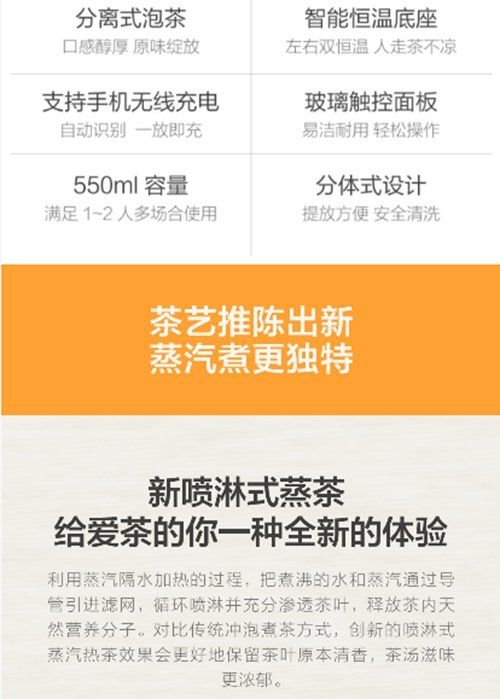 分离式泡茶
口感醇厚 原味绽放
智能恒温底座
左右双恒温 人走茶不凉
支持手机无线充电
自动识别 一放即充
玻璃触控面板
易洁耐用 轻松操作
550ml 容量
满足 1~2 人多场合使用
分体式设计
提放方便 安全清洗
茶艺推陈出新
蒸汽煮更独特
新喷淋式蒸茶
给爱茶的你一种全新的体验
利用蒸汽隔水加热的过程，把煮沸的水和蒸汽通过导
管引进滤网，循环喷淋并充分渗透茶叶，释放茶内天
然营养分子。对比传统冲泡煮茶方式，创新的喷淋式
蒸汽热茶效果会更好地保留茶叶原本清香，茶汤滋味
更浓郁。